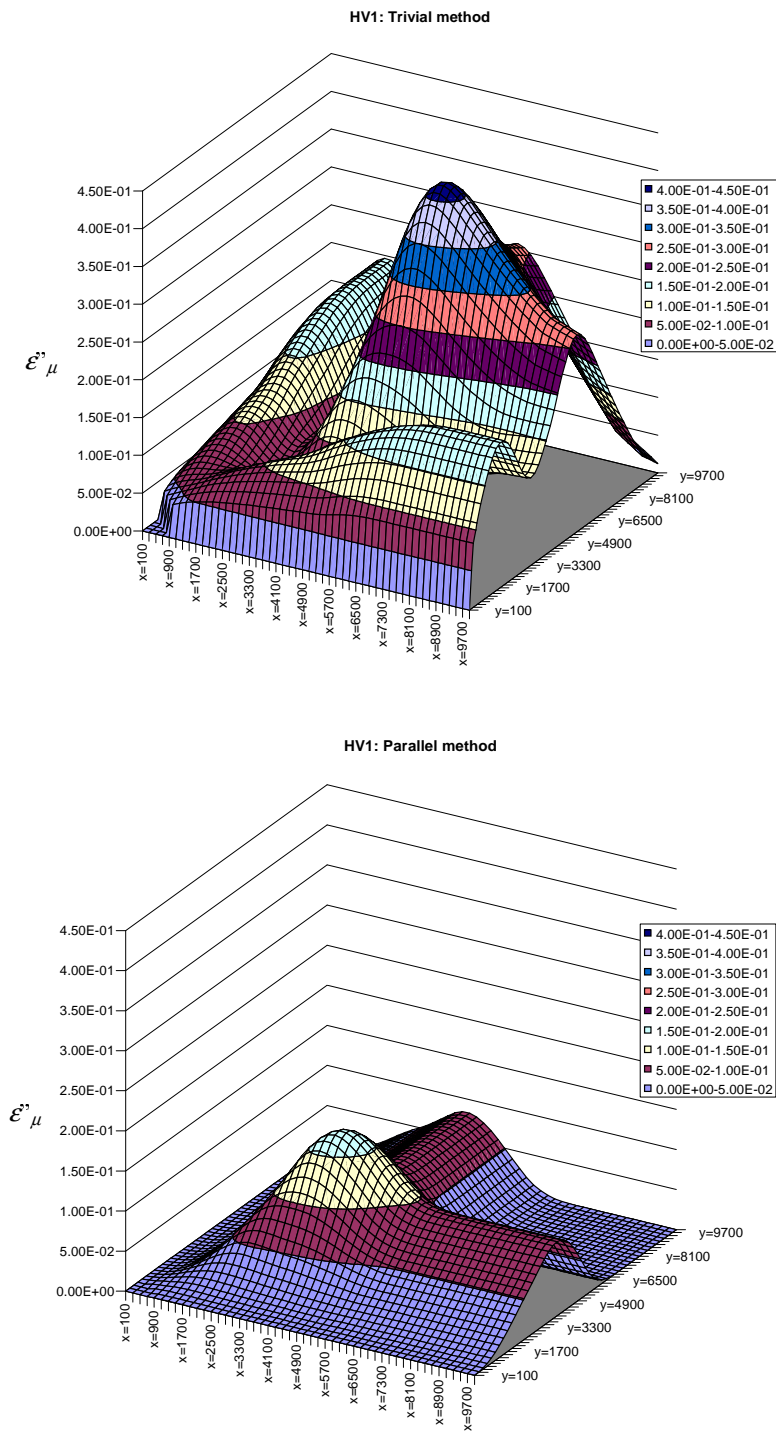 HV1: Trivial method
4.50E-01
4.00E-01
3.50E-01
3.00E-01
2.50E-01
2.00E-01
1.50E-01
1.00E-01
5.00E-02
0.00E+00
ε”μ
4.00E-01-4.50E-01
3.50E-01-4.00E-01
3.00E-01-3.50E-01
2.50E-01-3.00E-01
2.00E-01-2.50E-01
1.50E-01-2.00E-01
1.00E-01-1.50E-01
5.00E-02-1.00E-01
0.00E+00-5.00E-02
y=9700
y=8100
y=6500
y=4900
y=3300
y=1700
y=100
x=100
x=900
x=1700
x=2500
x=3300
x=4100
x=4900
x=5700
x=6500
x=7300
x=8100
x=8900
x=9700
HV1: Parallel method
4.50E-01
4.00E-01
3.50E-01
3.00E-01
2.50E-01
2.00E-01
1.50E-01
1.00E-01
5.00E-02
0.00E+00
ε”μ
4.00E-01-4.50E-01
3.50E-01-4.00E-01
3.00E-01-3.50E-01
2.50E-01-3.00E-01
2.00E-01-2.50E-01
1.50E-01-2.00E-01
1.00E-01-1.50E-01
5.00E-02-1.00E-01
0.00E+00-5.00E-02
y=9700
y=8100
y=6500
y=4900
y=3300
y=1700
y=100
x=100
x=900
x=1700
x=2500
x=3300
x=4100
x=4900
x=5700
x=6500
x=7300
x=8100
x=8900
x=9700